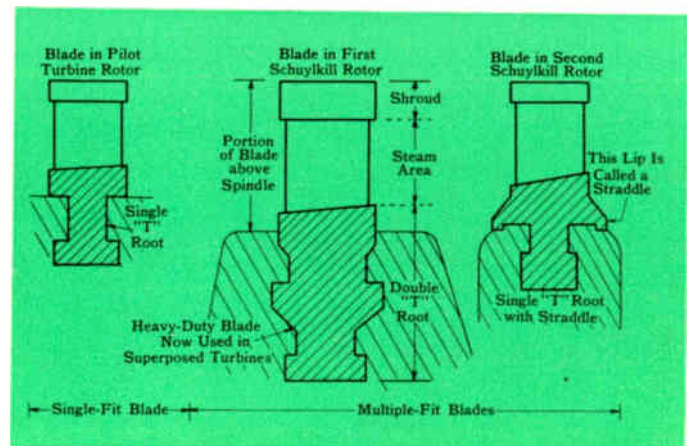 Blade in Pilot
Turbine Rotor
Blade in First
Schuylkill Rotor
Blade in Second
Schuylkill Rotor
Shroud
Portion
of Blade
above
Spindle
Steam
Area
This Lip Is
Called a
Straddle
Single
"T"
Root
Double
"T"
Root
Single "T" Root
with Straddle
Heavy-Duty Blade
Now Used in
Superposed Turbines
Single-Fit Blade
Multiple-Fit Blades